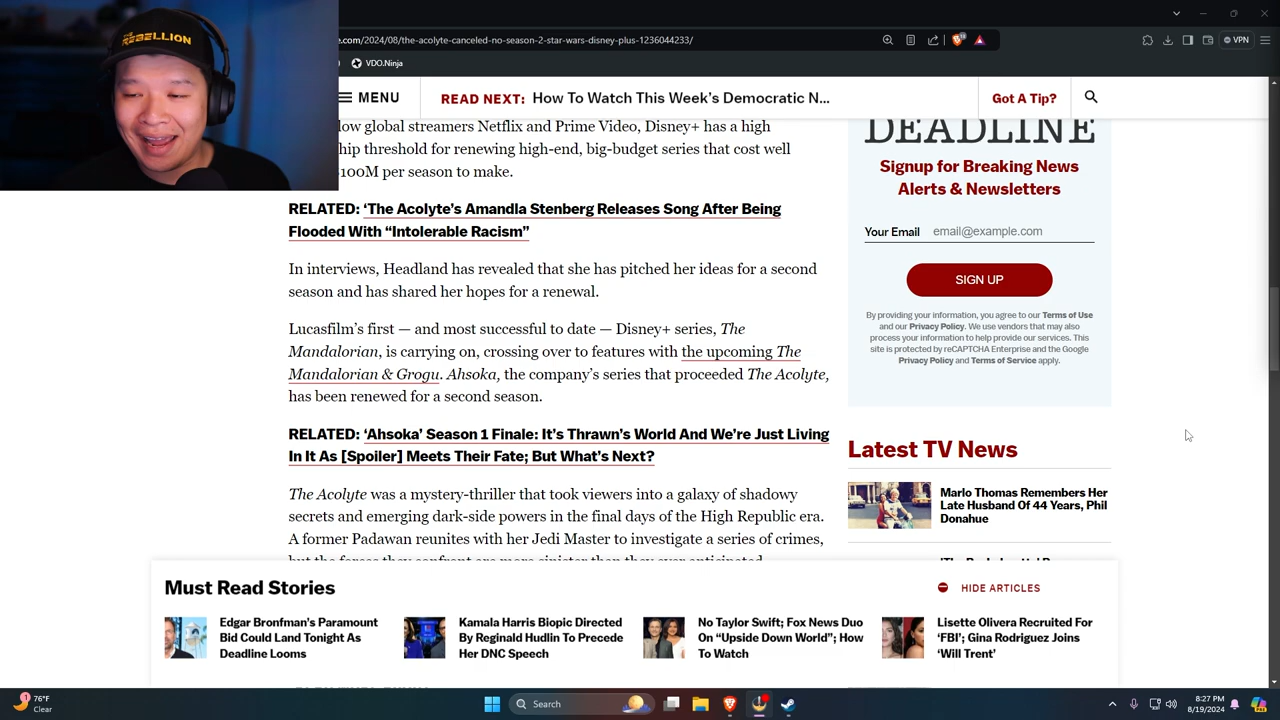 THE REBELLION
e.com/2024/08/the-acolyte-canceled-no-season-2-star-wars-disney-plus-1236044233/
VPN
VDO.Ninja
MENU
READ NEXT: How To Watch This Week's Democratic N...
Got A Tip?
low global streamers Netflix and Prime Video, Disney+ has a high
hip threshold for renewing high-end, big-budget series that cost well
100M per season to make.
RELATED: ‘The Acolyte’s Amandla Stenberg Releases Song After Being
Flooded With “Intolerable Racism”
In interviews, Headland has revealed that she has pitched her ideas for a second
season and has shared her hopes for a renewal.
Lucasfilm’s first — and most successful to date — Disney+ series, The
Mandalorian, is carrying on, crossing over to features with the upcoming The
Mandalorian & Grogu. Ahsoka, the company’s series that proceeded The Acolyte,
has been renewed for a second season.
RELATED: ‘Ahsoka’ Season 1 Finale: It’s Thrawn’s World And We’re Just Living
In It As [Spoiler] Meets Their Fate; But What’s Next?
The Acolyte was a mystery-thriller that took viewers into a galaxy of shadowy
secrets and emerging dark-side powers in the final days of the High Republic era.
A former Padawan reunites with her Jedi Master to investigate a series of crimes,
but the forces they confront are more sinister than they ever anticipated.
DEADLINE
Signup for Breaking News
Alerts & Newsletters
Your Email email@example.com
SIGN UP
By providing your information, you agree to our Terms of Use
and our Privacy Policy. We use vendors that may also
process your information to help provide our services. This
site is protected by reCAPTCHA Enterprise and the Google
Privacy Policy and Terms of Service apply.
Latest TV News
Marlo Thomas Remembers Her
Late Husband Of 44 Years, Phil
Donahue
Must Read Stories
HIDE ARTICLES
Edgar Bronfman’s Paramount
Bid Could Land Tonight As
Deadline Looms
Kamala Harris Biopic Directed
By Reginald Hudlin To Precede
Her DNC Speech
No Taylor Swift; Fox News Duo
On “Upside Down World”; How
To Watch
Lisette Olivera Recruited For
‘FBI’; Gina Rodriguez Joins
‘Will Trent’
76°F
Clear
Search
8:27 PM
8/19/2024